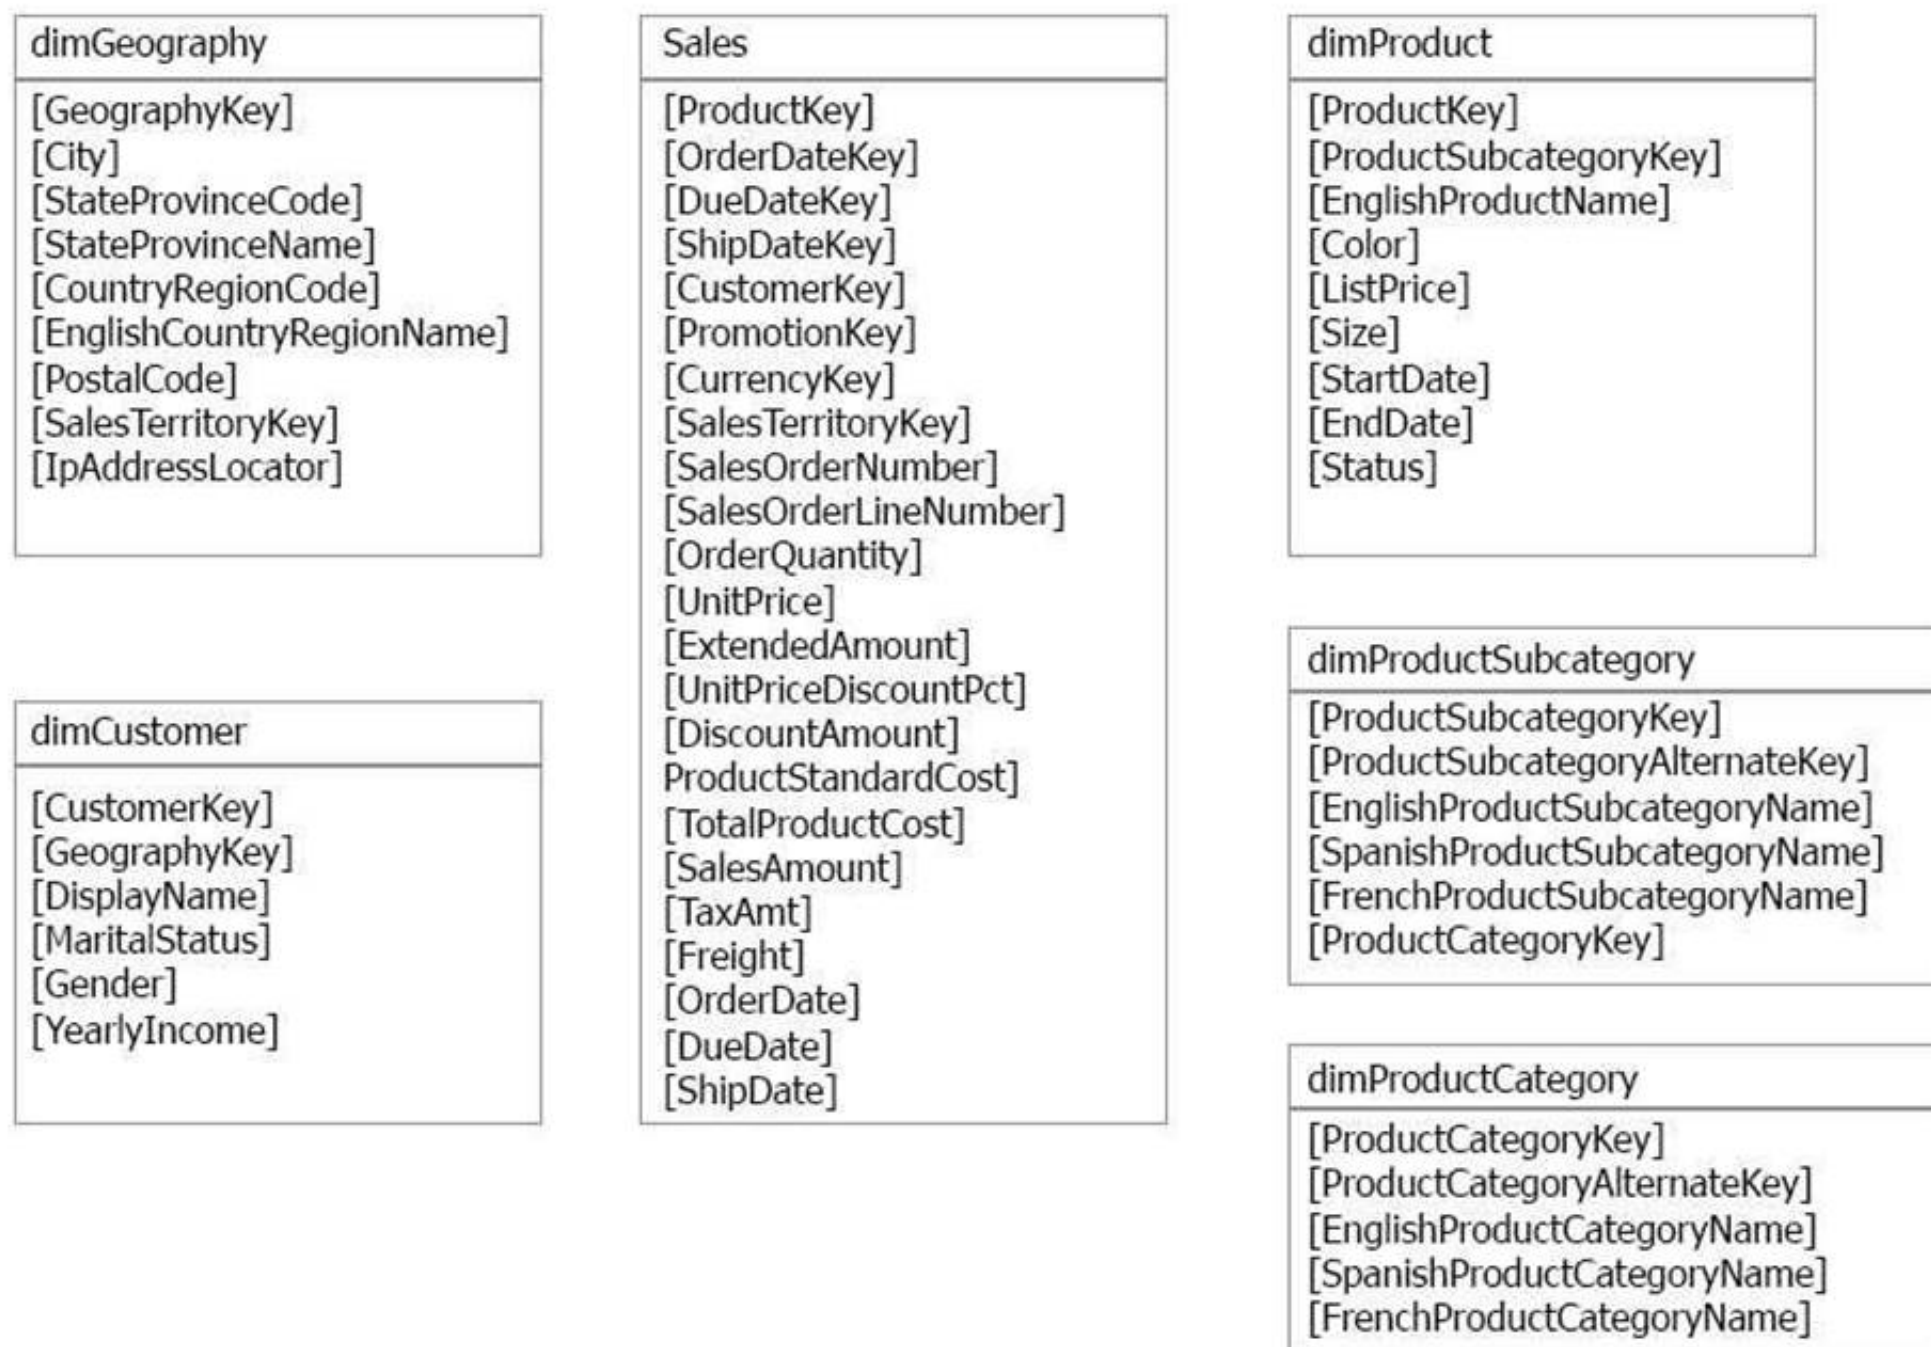 dimGeography
[GeographyKey]
[City]
[StateProvinceCode]
[StateProvinceName]
[CountryRegionCode]
[EnglishCountryRegionName]
[PostalCode]
[SalesTerritoryKey]
[IpAddressLocator]
dimCustomer
[CustomerKey]
[GeographyKey]
[DisplayName]
[MaritalStatus]
[Gender]
[YearlyIncome]
Sales
[ProductKey]
[OrderDateKey]
[DueDateKey]
[ShipDateKey]
[CustomerKey]
[PromotionKey]
[CurrencyKey]
[SalesTerritoryKey]
[SalesOrderNumber]
[SalesOrderLineNumber]
[OrderQuantity]
[UnitPrice]
[ExtendedAmount]
[UnitPriceDiscountPct]
[DiscountAmount]
ProductStandardCost]
[TotalProductCost]
[SalesAmount]
[TaxAmt]
[Freight]
[OrderDate]
[DueDate]
[ShipDate]
dimProduct
[ProductKey]
[ProductSubcategoryKey]
[EnglishProductName]
[Color]
[ListPrice]
[Size]
[StartDate]
[EndDate]
[Status]
dimProductSubcategory
[ProductSubcategoryKey]
[ProductSubcategoryAlternateKey]
[EnglishProductSubcategoryName]
[SpanishProductSubcategoryName]
[FrenchProductSubcategoryName]
[ProductCategoryKey]
dimProductCategory
[ProductCategoryKey]
[ProductCategoryAlternateKey]
[EnglishProductCategoryName]
[SpanishProductCategoryName]
[FrenchProductCategoryName]